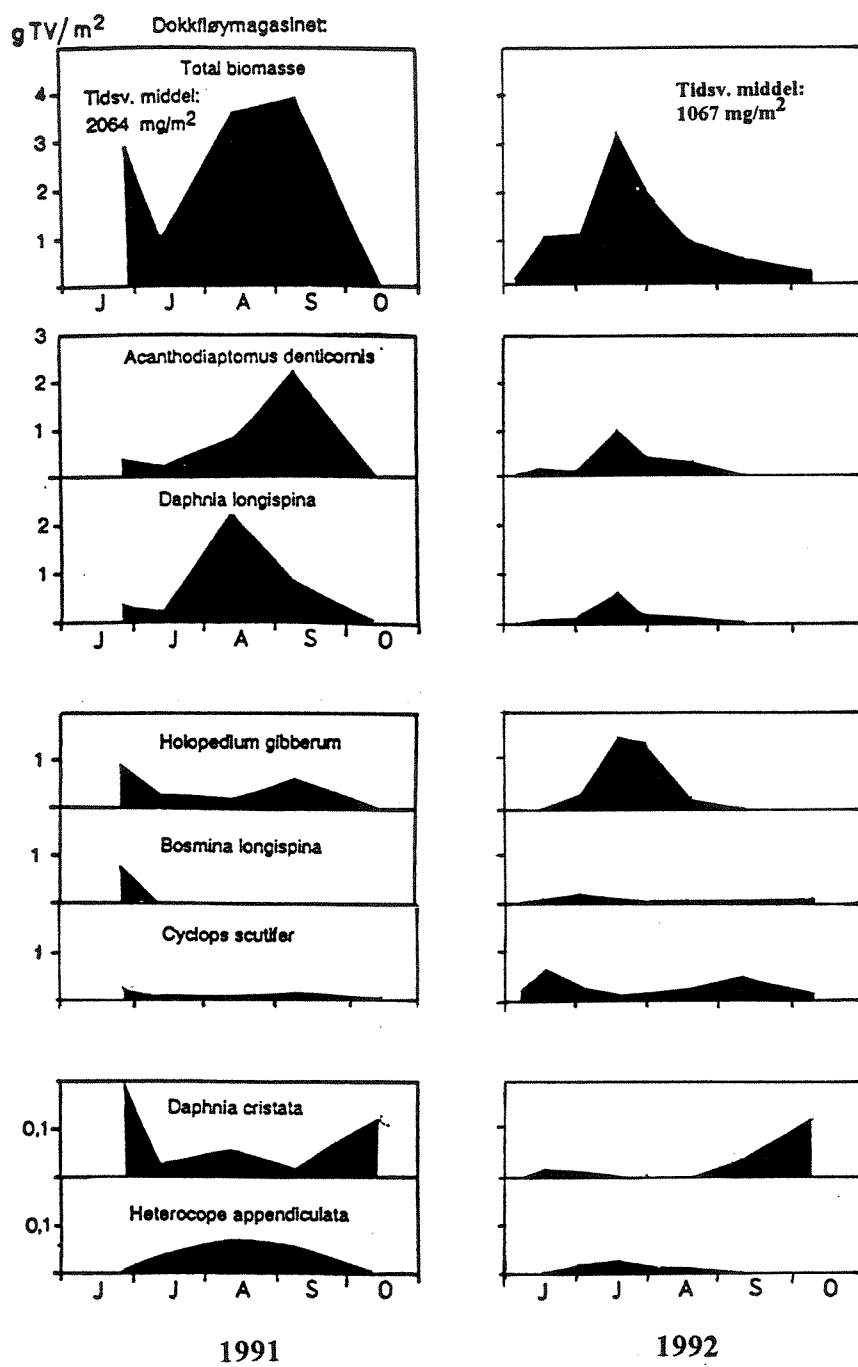 g TV/m²
Dokkfløymagasinet:
Total biomasse
Tidsv. middel:
2064 mg/m²
4
3
2
1
J J A S O
Tidsv. middel:
1067 mg/m²
3
Acanthodiaptomus denticornis
2
1
Daphnia longispina
2
1
J J A S O
Holopedium gibberum
1
Bosmina longispina
1
Cyclops scutifer
1
Daphnia cristata
0,1
Heterocope appendiculata
0,1
J J A S O
J J A S O
1991
1992